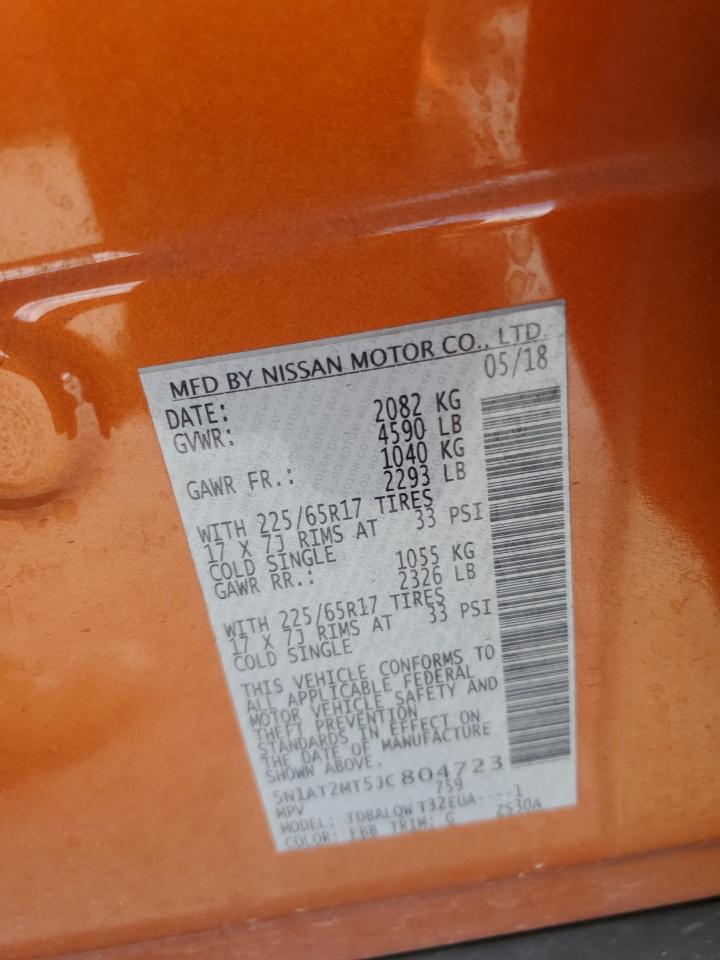 MFD BY NISSAN MOTOR CO., LTD.
DATE: 05/18
GVWR: 2082 KG
4590 LB
GAWR FR.: 1040 KG
2293 LB
WITH 225/65R17 TIRES
17 X 7J RIMS AT 33 PSI
COLD SINGLE
GAWR RR.: 1055 KG
2326 LB
WITH 225/65R17 TIRES
17 X 7J RIMS AT 33 PSI
COLD SINGLE
THIS VEHICLE CONFORMS TO
ALL APPLICABLE FEDERAL
MOTOR VEHICLE SAFETY AND
THEFT PREVENTION
STANDARDS IN EFFECT ON
THE DATE OF MANUFACTURE
SHOWN ABOVE.
5N1AT2MT5JC804723
MPV 759
MODEL: TDBALQW T32EUA----1
COLOR: EBB TRIM: G 2530A